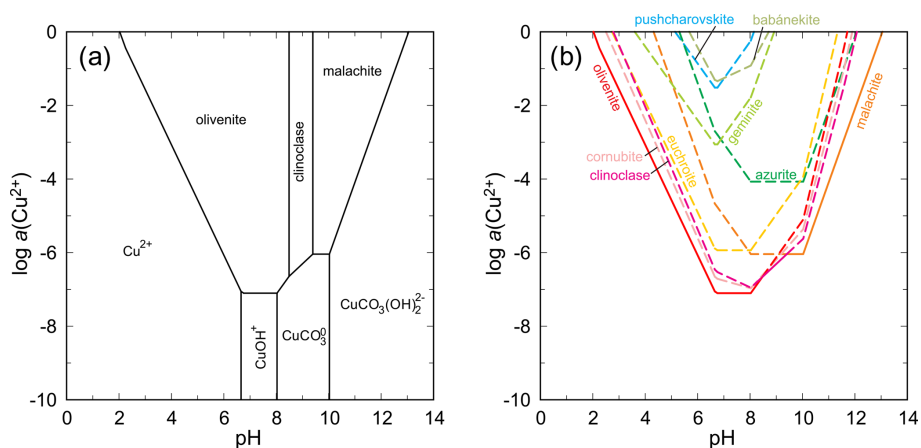 (a)
0
-2
-4
-6
-8
-10
log a(Cu²⁺)
0 2 4 6 8 10 12 14
pH
olivenite
clinoclase
malachite
Cu²⁺
CuOH⁺
CuCO₃⁰
CuCO₃(OH)₂²⁻
(b)
0
-2
-4
-6
-8
-10
log a(Cu²⁺)
0 2 4 6 8 10 12 14
pH
pushcharovskite
babánekite
olivenite
geminite
malachite
euchroite
cornubite
clinoclase
azurite